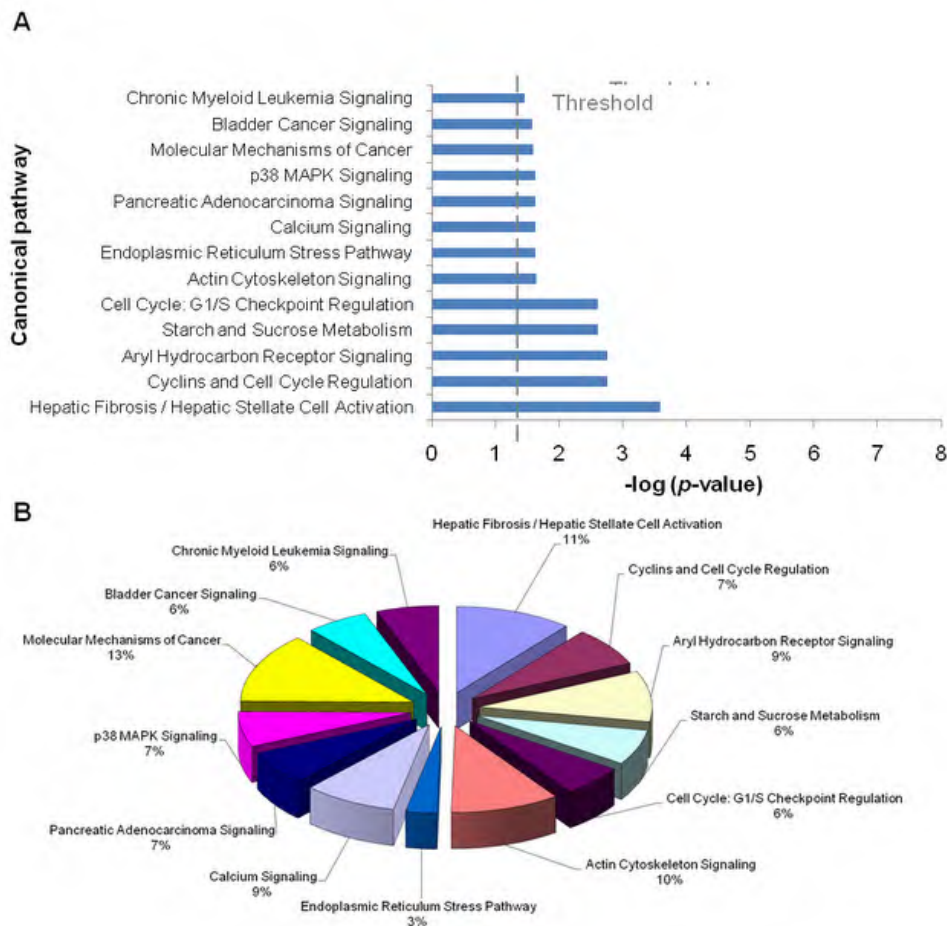 A
Threshold
Canonical pathway
Chronic Myeloid Leukemia Signaling
Bladder Cancer Signaling
Molecular Mechanisms of Cancer
p38 MAPK Signaling
Pancreatic Adenocarcinoma Signaling
Calcium Signaling
Endoplasmic Reticulum Stress Pathway
Actin Cytoskeleton Signaling
Cell Cycle: G1/S Checkpoint Regulation
Starch and Sucrose Metabolism
Aryl Hydrocarbon Receptor Signaling
Cyclins and Cell Cycle Regulation
Hepatic Fibrosis / Hepatic Stellate Cell Activation
0 1 2 3 4 5 6 7 8
-log (p-value)
B
Hepatic Fibrosis / Hepatic Stellate Cell Activation
11%
Cyclins and Cell Cycle Regulation
7%
Aryl Hydrocarbon Receptor Signaling
9%
Starch and Sucrose Metabolism
6%
Cell Cycle: G1/S Checkpoint Regulation
6%
Actin Cytoskeleton Signaling
10%
Endoplasmic Reticulum Stress Pathway
3%
Calcium Signaling
9%
Pancreatic Adenocarcinoma Signaling
7%
p38 MAPK Signaling
7%
Molecular Mechanisms of Cancer
13%
Bladder Cancer Signaling
6%
Chronic Myeloid Leukemia Signaling
6%